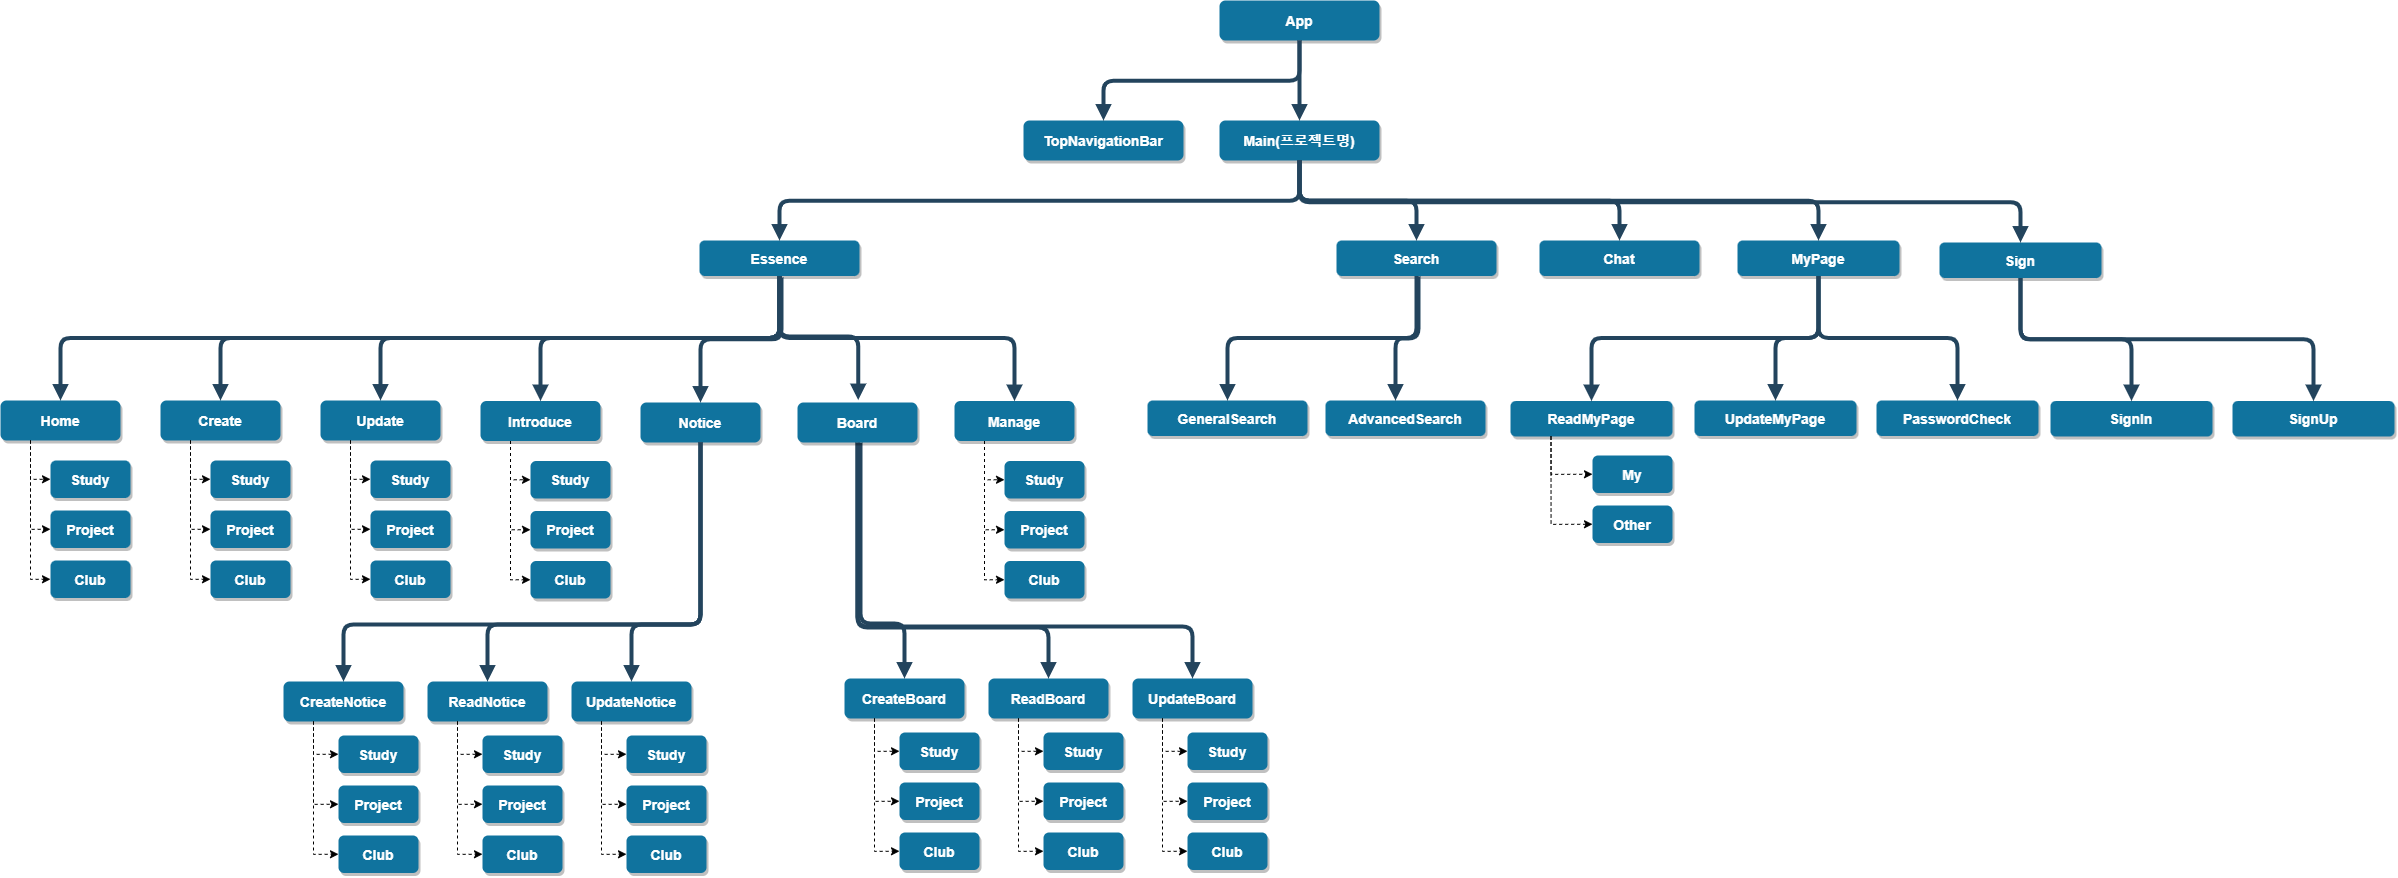 App
TopNavigationBar
Main(프로젝트명)
Essence
Search
Chat
MyPage
Sign
Home
Create
Update
Introduce
Notice
Board
Manage
GeneralSearch
AdvancedSearch
ReadMyPage
UpdateMyPage
PasswordCheck
SignIn
SignUp
Study
Project
Club
Study
Project
Club
Study
Project
Club
Study
Project
Club
Study
Project
Club
My
Other
CreateNotice
ReadNotice
UpdateNotice
CreateBoard
ReadBoard
UpdateBoard
Study
Project
Club
Study
Project
Club
Study
Project
Club
Study
Project
Club
Study
Project
Club
Study
Project
Club